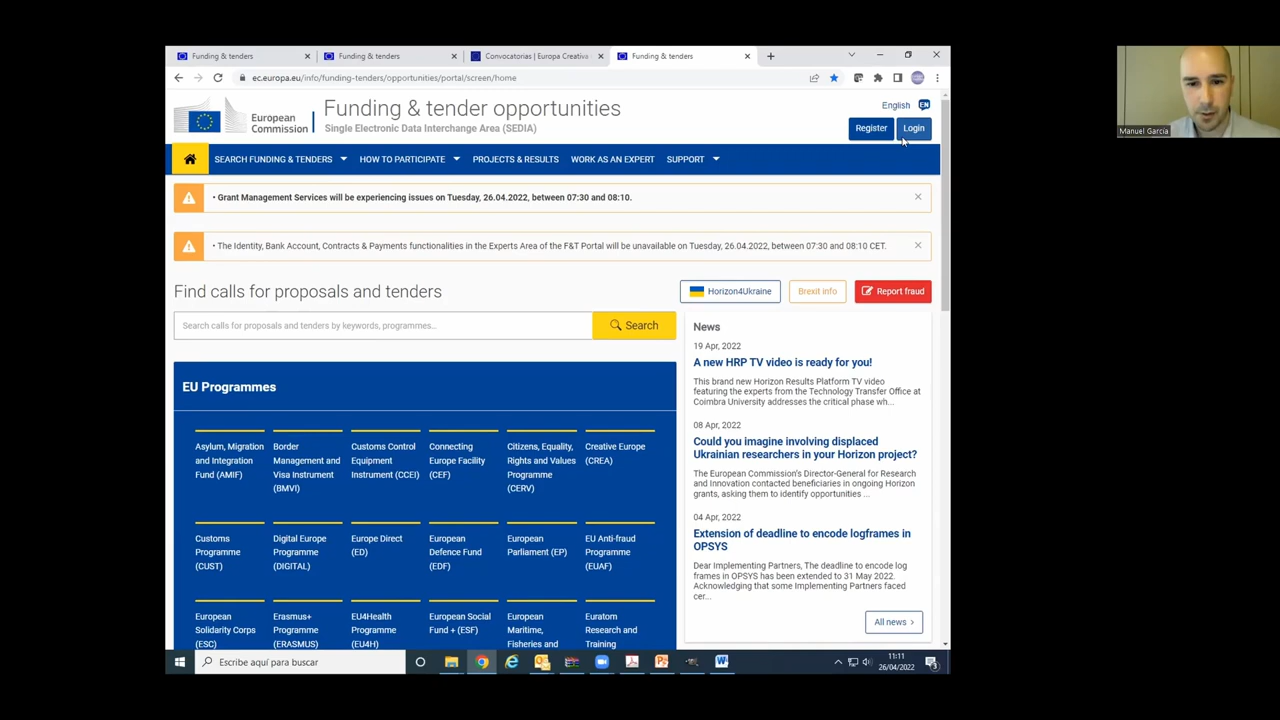 Funding & tenders
Funding & tenders
Convocatorias | Europa Creativa
Funding & tenders
ec.europa.eu/info/funding-tenders/opportunities/portal/screen/home
European
Commission
Funding & tender opportunities
Single Electronic Data Interchange Area (SEDIA)
English EN
Register
Login
SEARCH FUNDING & TENDERS
HOW TO PARTICIPATE
PROJECTS & RESULTS
WORK AS AN EXPERT
SUPPORT
• Grant Management Services will be experiencing issues on Tuesday, 26.04.2022, between 07:30 and 08:10.
• The Identity, Bank Account, Contracts & Payments functionalities in the Experts Area of the F&T Portal will be unavailable on Tuesday, 26.04.2022, between 07:30 and 08:10 CET.
Find calls for proposals and tenders
Horizon4Ukraine
Brexit info
Report fraud
Search calls for proposals and tenders by keywords, programmes...
Search
EU Programmes
Asylum, Migration
and Integration
Fund (AMIF)
Border
Management and
Visa Instrument
(BMVI)
Customs Control
Equipment
Instrument (CCEI)
Connecting
Europe Facility
(CEF)
Citizens, Equality,
Rights and Values
Programme
(CERV)
Creative Europe
(CREA)
Customs
Programme
(CUST)
Digital Europe
Programme
(DIGITAL)
Europe Direct
(ED)
European
Defence Fund
(EDF)
European
Parliament (EP)
EU Anti-fraud
Programme
(EUAF)
European
Solidarity Corps
(ESC)
Erasmus+
Programme
(ERASMUS)
EU4Health
Programme
(EU4H)
European Social
Fund + (ESF)
European
Maritime,
Fisheries and
Euratom
Research and
Training
News
19 Apr, 2022
A new HRP TV video is ready for you!
This brand new Horizon Results Platform TV video
featuring the experts from the Technology Transfer Office at
Coimbra University addresses the critical phase wh...
08 Apr, 2022
Could you imagine involving displaced
Ukrainian researchers in your Horizon project?
The European Commission's Director-General for Research
and Innovation contacted beneficiaries in ongoing Horizon
grants, asking them to identify opportunities ...
04 Apr, 2022
Extension of deadline to encode logframes in
OPSYS
Dear Implementing Partners, The deadline to encode log
frames in OPSYS has been extended to 31 May 2022.
Acknowledging that some Implementing Partners faced
cer...
All news
Escribe aquí para buscar
11:11
26/04/2022
3
Manuel García